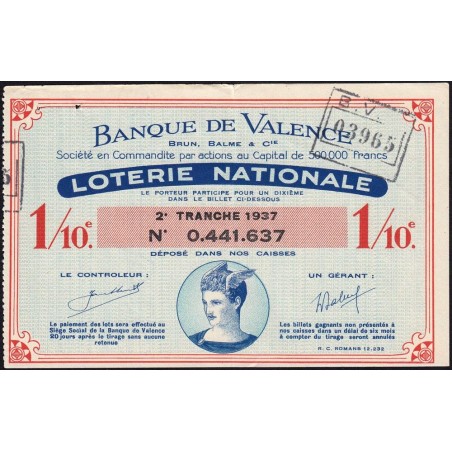 B.V.
03965
BANQUE DE VALENCE
BRUN, BALME & CIE
Société en Commandite par actions au Capital de 500.000 Francs
LOTERIE NATIONALE
LE PORTEUR PARTICIPE POUR UN DIXIÈME
DANS LE BILLET CI-DESSOUS
1/10.e
2e TRANCHE 1937
N° 0.441.637
1/10.e
DÉPOSÉ DANS NOS CAISSES
LE CONTROLEUR :
UN GÉRANT :
Le paiement des lots sera effectué au
Siège Social de la Banque de Valence
20 jours après le tirage sans aucune
retenue
Les billets gagnants non présentés à
nos caisses dans un délai de six mois
à compter du tirage seront annulés
R. C. ROMANS 12.232